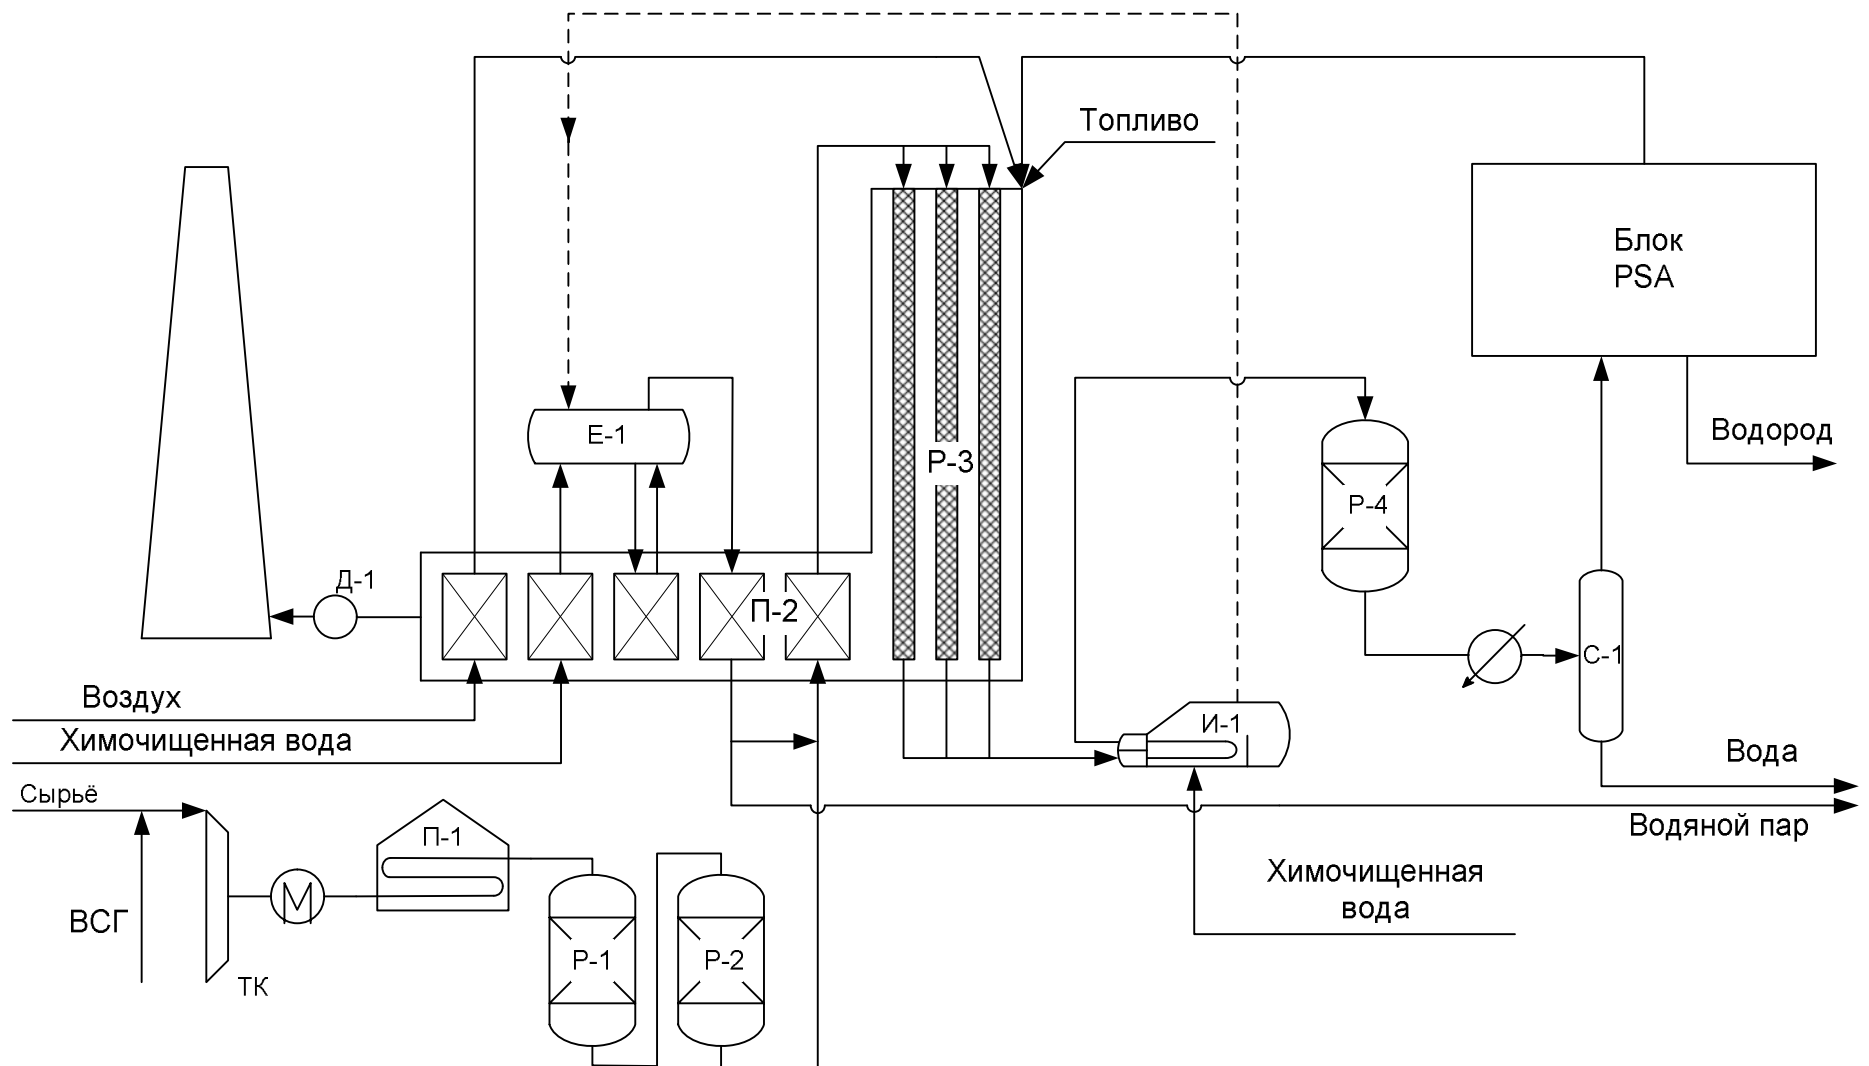 Топливо
Блок
PSA
Е-1
Р-3
Водород
Р-4
Д-1
П-2
С-1
Воздух
И-1
Химочищенная вода
Вода
Сырьё
Водяной пар
П-1
Химочищенная
вода
М
ВСГ
Р-1
Р-2
ТК